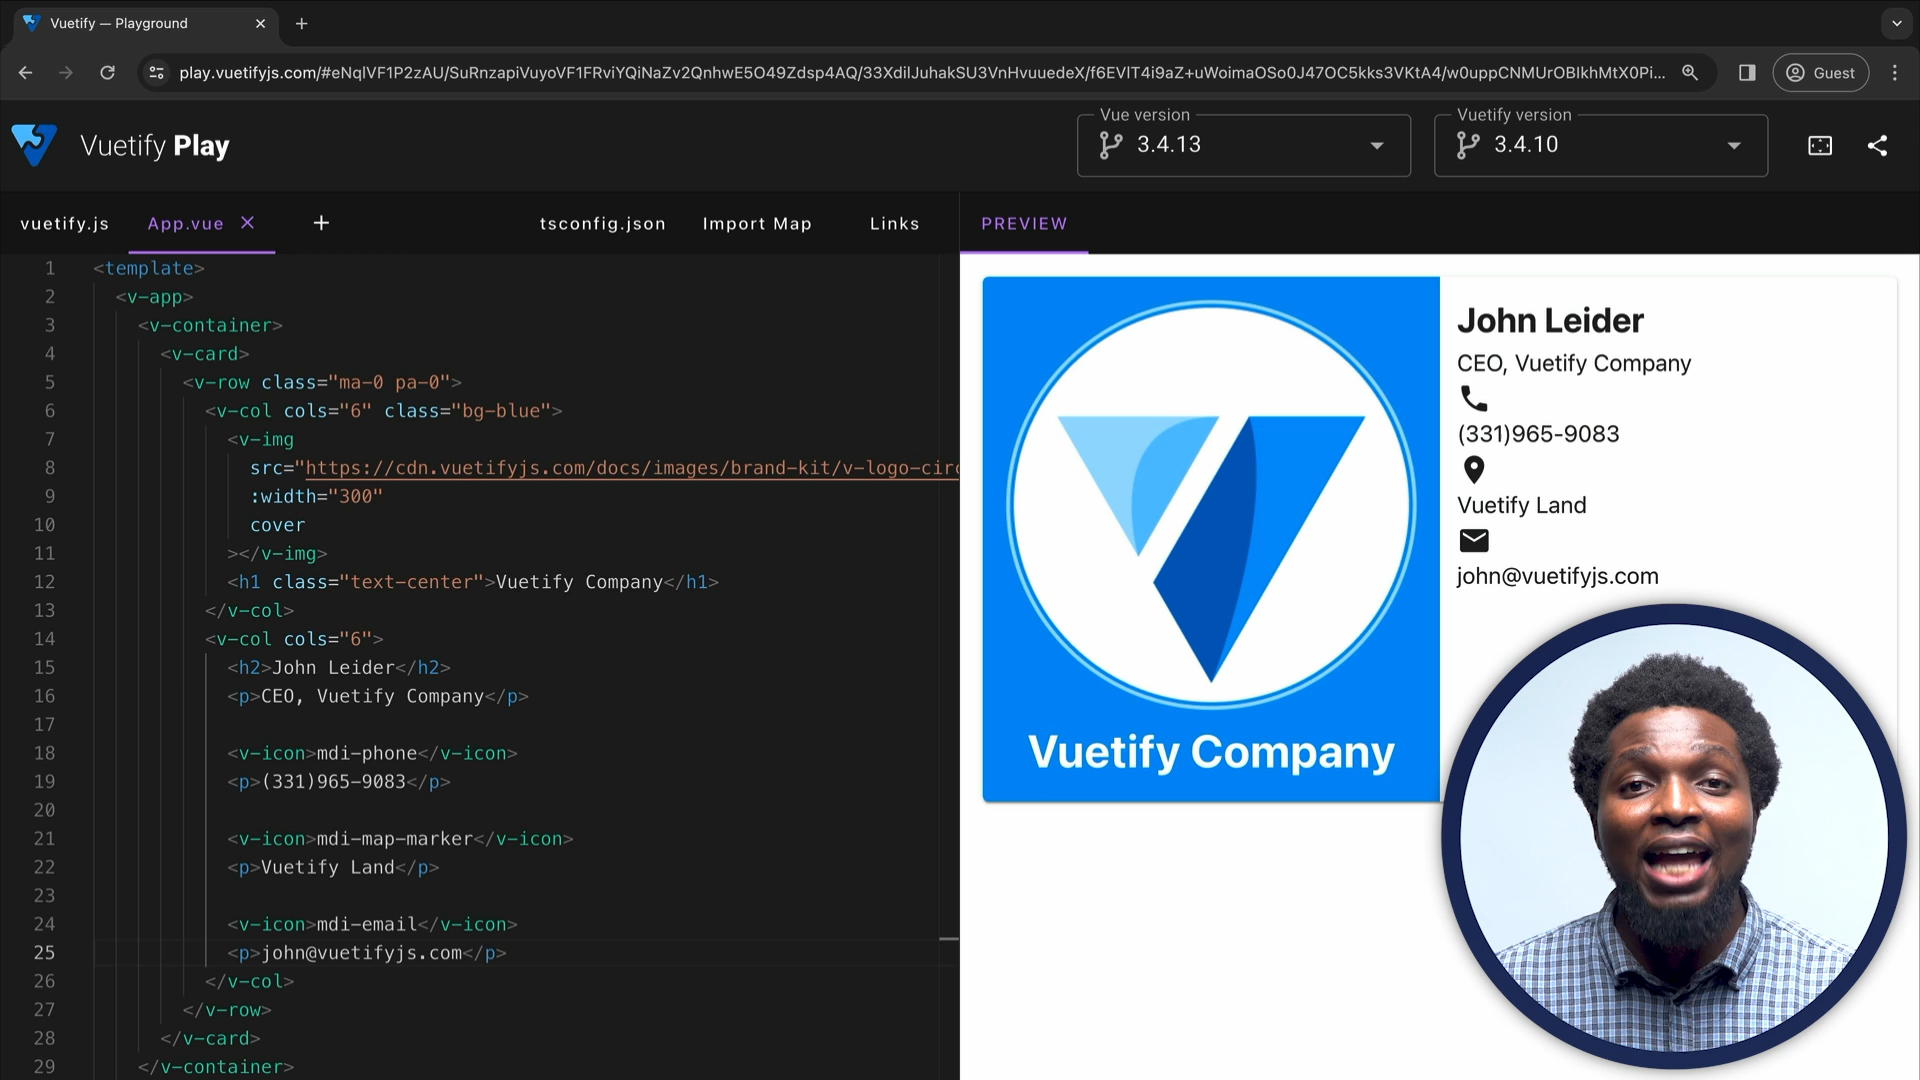 Vuetify — Playground
play.vuetifyjs.com/#eNqlVF1P2zAU/SuRnzapiVuyoVF1FRviYQiNaZv2QnhwE5O49Zdsp4AQ/33XdilJuhakSU3VnHvuuedeX/f6EVlT4i9aZ+uWoimaOSo0J47OC5kks3VKtA4/w0uppCNMUrOBIkhMtX0Pi...
Guest
Vuetify Play
Vue version
3.4.13
Vuetify version
3.4.10
vuetify.js
App.vue
tsconfig.json
Import Map
Links
PREVIEW
1 <template>
2 <v-app>
3 <v-container>
4 <v-card>
5 <v-row class="ma-0 pa-0">
6 <v-col cols="6" class="bg-blue">
7 <v-img
8 src="https://cdn.vuetifyjs.com/docs/images/brand-kit/v-logo-circ
9 :width="300"
10 cover
11 ></v-img>
12 <h1 class="text-center">Vuetify Company</h1>
13 </v-col>
14 <v-col cols="6">
15 <h2>John Leider</h2>
16 <p>CEO, Vuetify Company</p>
17
18 <v-icon>mdi-phone</v-icon>
19 <p>(331)965-9083</p>
20
21 <v-icon>mdi-map-marker</v-icon>
22 <p>Vuetify Land</p>
23
24 <v-icon>mdi-email</v-icon>
25 <p>john@vuetifyjs.com</p>
26 </v-col>
27 </v-row>
28 </v-card>
29 </v-container>
Vuetify Company
John Leider
CEO, Vuetify Company
(331)965-9083
Vuetify Land
john@vuetifyjs.com